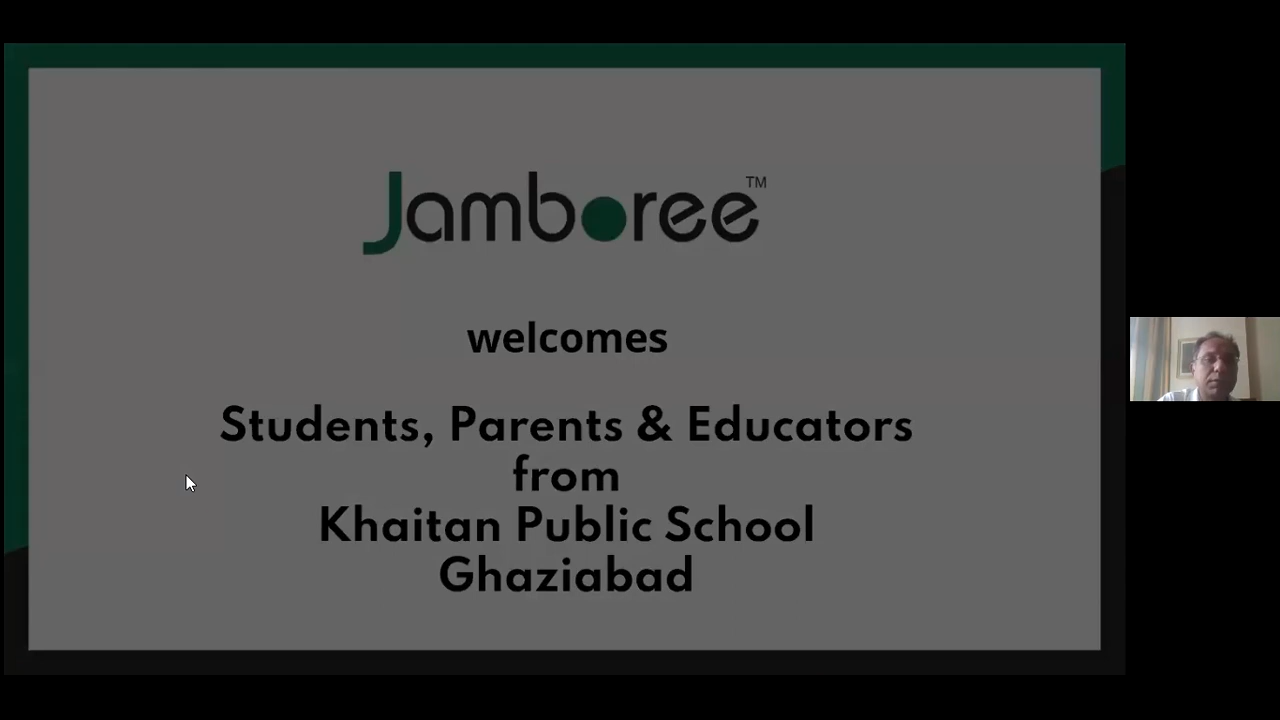 Jamboree™
welcomes
Students, Parents & Educators
from
Khaitan Public School
Ghaziabad